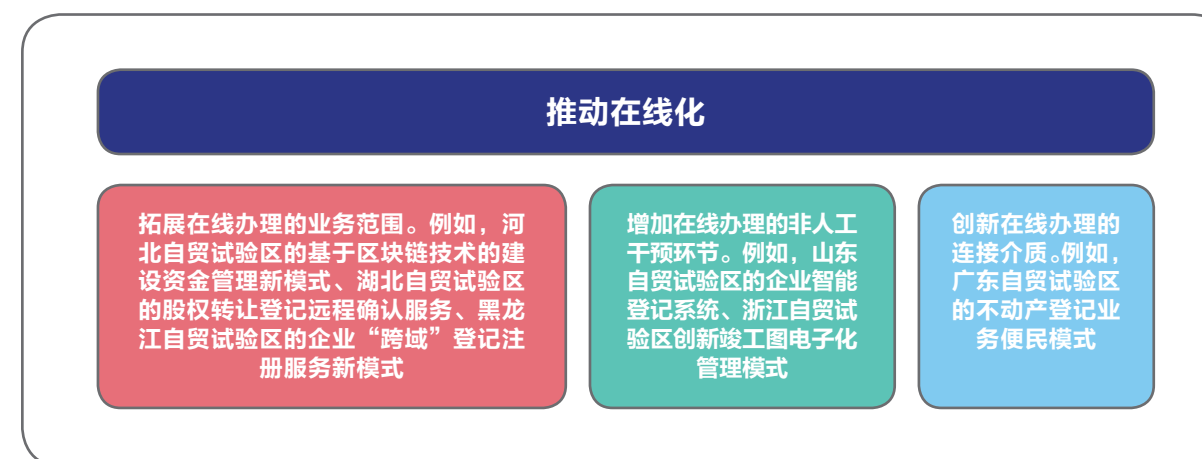 推动在线化
拓展在线办理的业务范围。例如，河
北自贸试验区的基于区块链技术的建
设资金管理新模式、湖北自贸试验区
的股权转让登记远程确认服务、黑龙
江自贸试验区的企业“跨域”登记注
册服务新模式
增加在线办理的非人工
干预环节。例如，山东
自贸试验区的企业智能
登记系统、浙江自贸试
验区创新竣工图电子化
管理模式
创新在线办理的
连接介质。例如，
广东自贸试验区
的不动产登记业
务便民模式